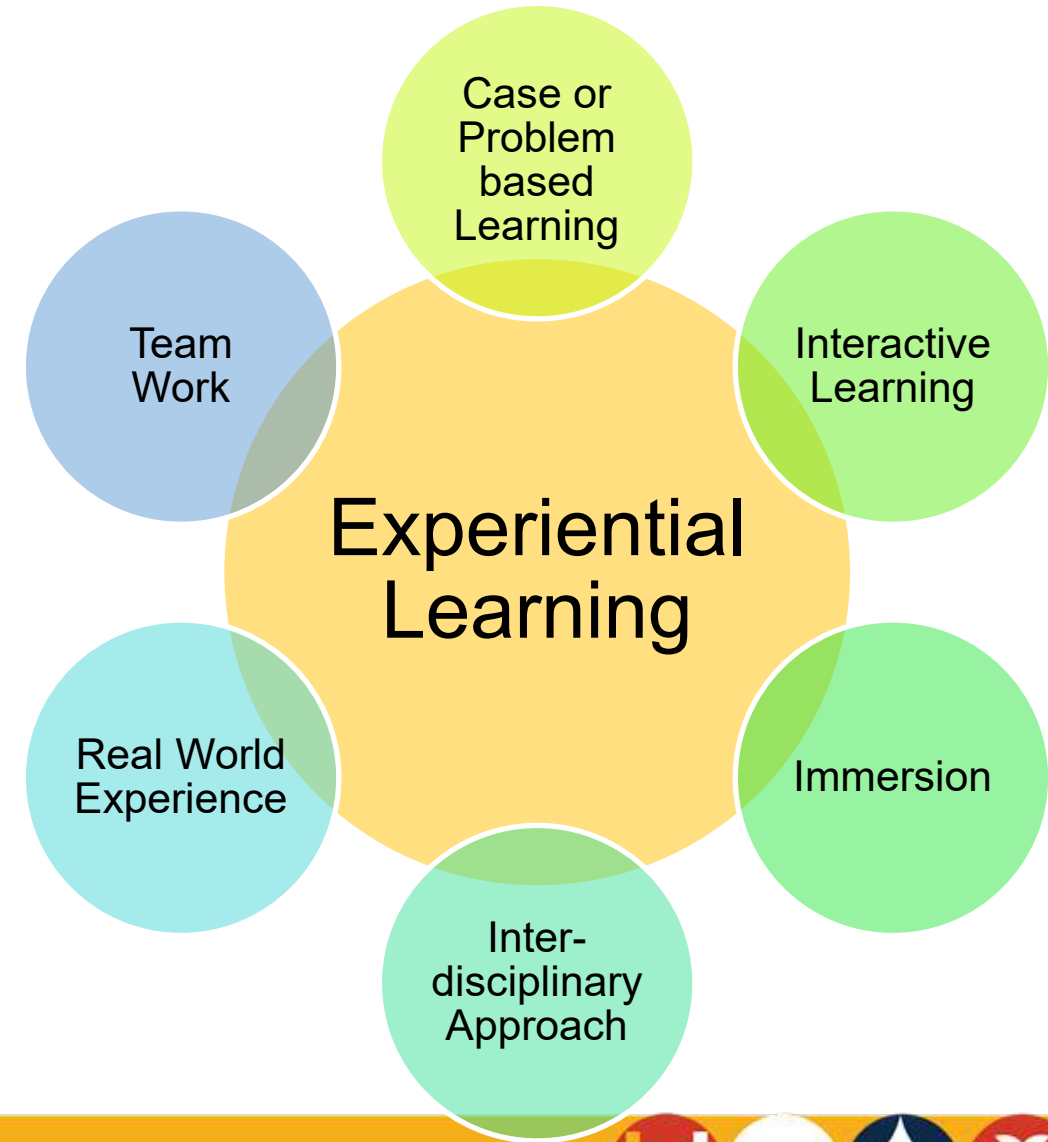 Case or
Problem
based
Learning
Interactive
Learning
Immersion
Inter-
disciplinary
Approach
Real World
Experience
Team
Work
Experiential
Learning